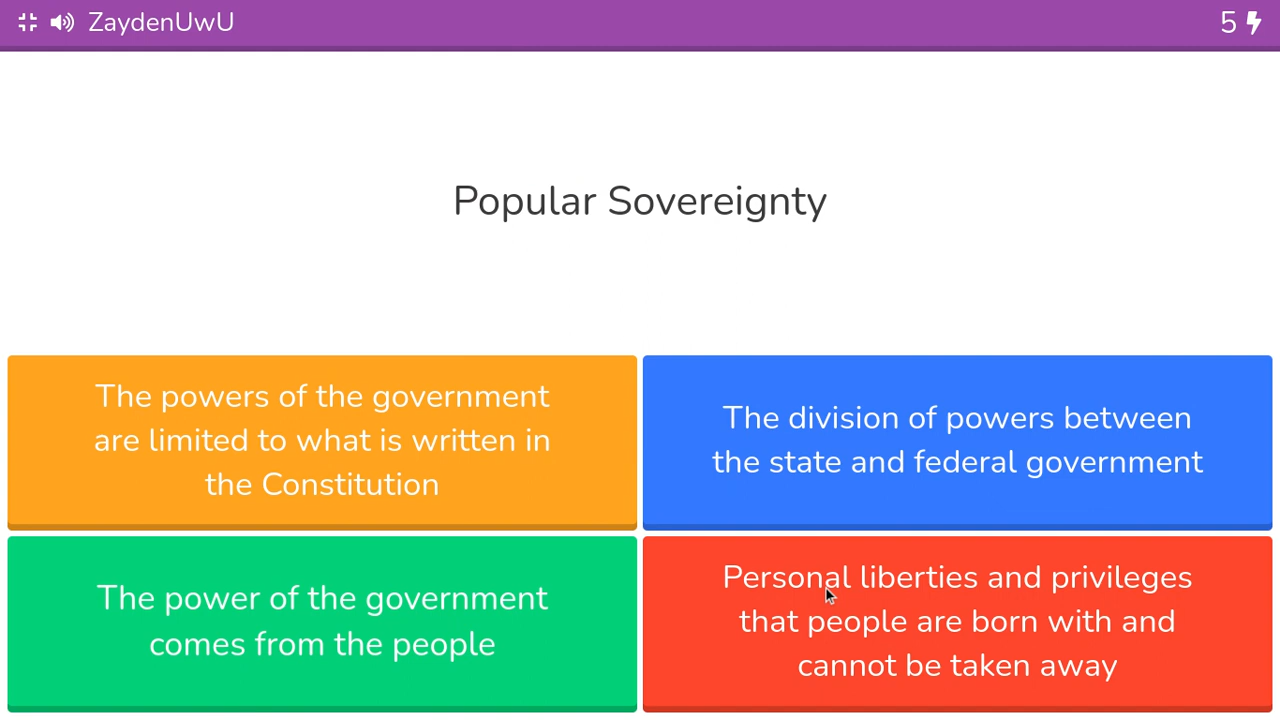 ZaydenUwU
5
Popular Sovereignty
The powers of the government
are limited to what is written in
the Constitution
The division of powers between
the state and federal government
The power of the government
comes from the people
Personal liberties and privileges
that people are born with and
cannot be taken away